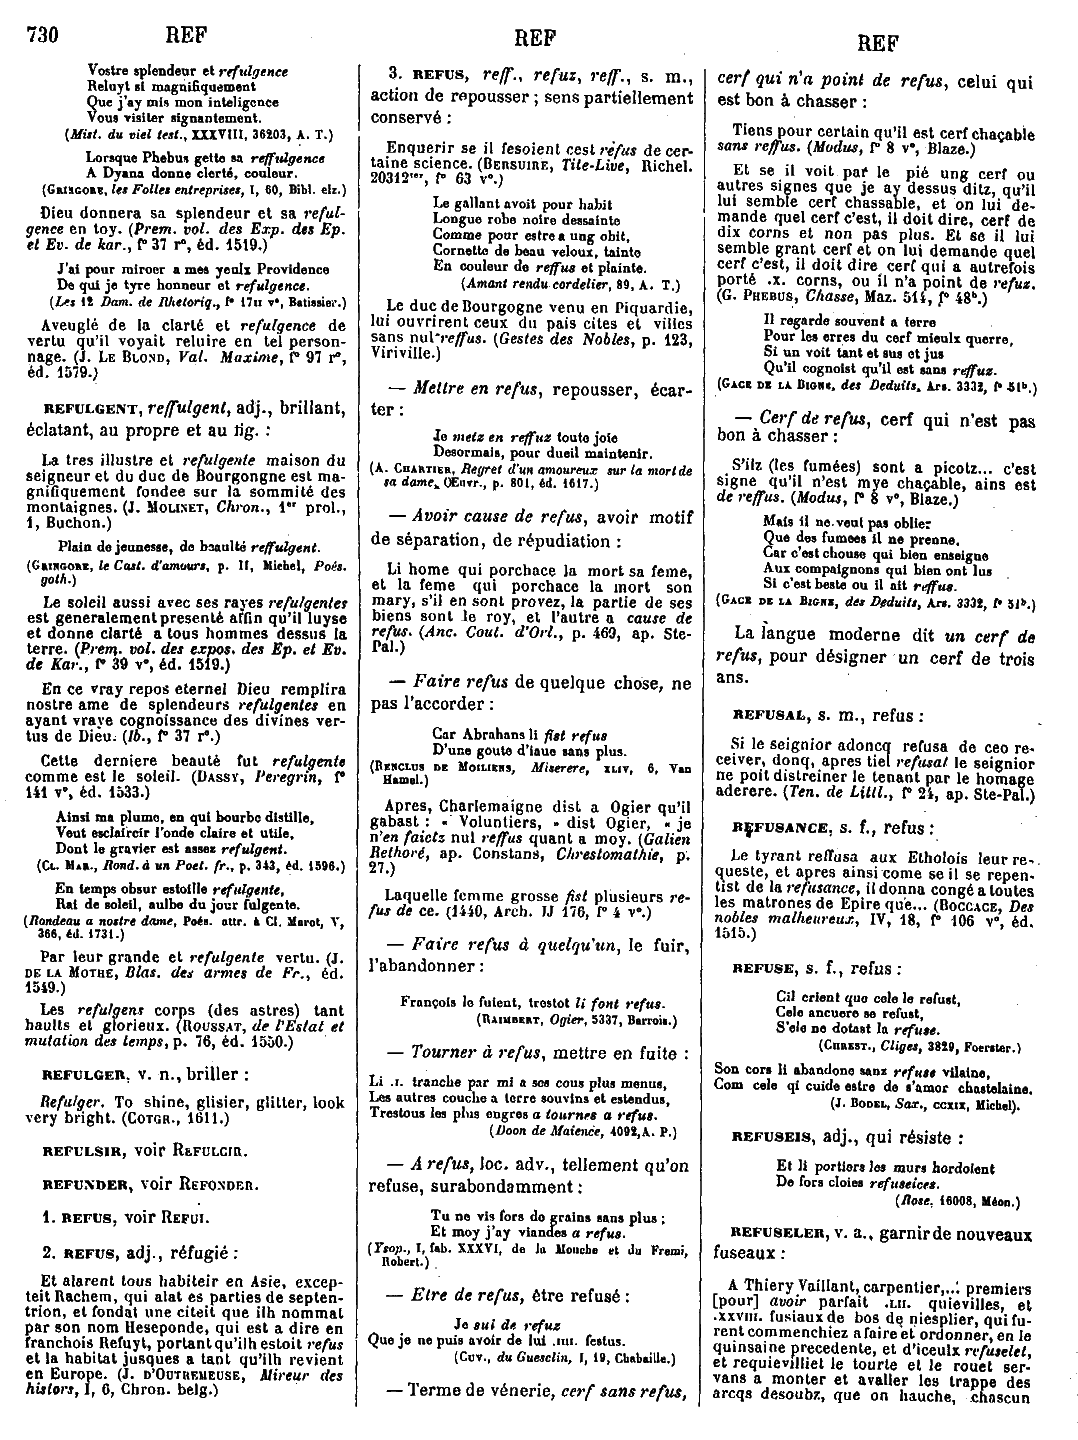 730 REF
REF
REF
Vostre splendeur et refulgence
Reluyt si magnifiquement
Que j'ay mis mon inteligence
Vous visiter signantement.
(Mist. du viel test., XXXVIII, 36203, A. T.)
Lorsque Phebus gette sa reffulgence
A Dyana donne clerté, couleur.
(Gringore, les Folles entreprises, I, 60, Bibl. elz.)
Dieu donnera sa splendeur et sa reful-
gence en toy. (Prem. vol. des Exp. des Ep.
et Ev. de kar., f° 37 r°, éd. 1519.)
J'ai pour miroer a mes yeulx Providence
De qui je tyre honneur et refulgence.
(Les 12 Dam. de Rhetoriq., f° 17u v°, Batissier.)
Aveuglé de la clarté et refulgence de
vertu qu'il voyait reluire en tel person-
nage. (J. Le Blond, Val. Maxime, f° 97 r°,
éd. 1579.)
REFULGENT, reffulgent, adj., brillant,
éclatant, au propre et au fig. :
La tres illustre et refulgente maison du
seigneur et du duc de Bourgongne est ma-
gnifiquement fondee sur la sommité des
montaignes. (J. Molinet, Chron., 1er prol.,
1, Buchon.)
Plain de jeunesse, de beaulté reffulgent.
(Gringore, le Cast. d'amours, p. II, Michel, Poés.
goth.)
Le soleil aussi avec ses rayes refulgentes
est generalement presenté affin qu'il luyse
et donne clarté a tous hommes dessus la
terre. (Prem. vol. des expos. des Ep. et Ev.
de Kar., f° 39 v°, éd. 1519.)
En ce vray repos eternel Dieu remplira
nostre ame de splendeurs refulgentes en
ayant vraye cognoissance des divines ver-
tus de Dieu. (Ib., f° 37 r°.)
Cette derniere beauté fut refulgente
comme est le soleil. (Dassy, Peregrin, f°
141 v°, éd. 1533.)
Ainsi ma plume, en qui bourbe distille,
Veut esclaircir l'onde claire et utile,
Dont le gravier est assez refulgent.
(Cl. Mar., Rond. à un Poet. fr., p. 343, éd. 1596.)
En temps obsur estoille refulgente,
Rai de soleil, aulbe du jour fulgente.
(Rondeau a nostre dame, Poés. attr. à Cl. Marot, V,
366, éd. 1731.)
Par leur grande et refulgente vertu. (J.
de la Mothe, Blas. des armes de Fr., éd.
1549.)
Les refulgens corps (des astres) tant
haults et glorieux. (Roussat, de l'Estat et
mutation des temps, p. 76, éd. 1550.)
REFULGER, v. n., briller :
Refulger. To shine, glisier, glitter, look
very bright. (Cotgr., 1611.)
REFULSIR, voir Refulcir.
REFUNDER, voir Refonder.
1. REFUS, voir Refui.
2. REFUS, adj., réfugié :
Et alarent tous habiteir en Asie, excep-
teit Rachem, qui alat es parties de septen-
trion, et fondat une citeit que ilh nommat
par son nom Heseponde, qui est a dire en
franchois Refuyt, portant qu'ilh estoit refus
et la habitat jusques a tant qu'ilh revient
en Europe. (J. d'Outremeuse, Mireur des
histors, I, 6, Chron. belg.)
3. REFUS, reff., refuz, reff., s. m.,
action de repousser ; sens partiellement
conservé :
Enquerir se il fesoient cest refus de cer-
taine science. (Bersuire, Tite-Live, Richel.
20312ter, f° 63 v°.)
Le gallant avoit pour habit
Longue robe noire dessainte
Comme pour estre a ung obit,
Cornette de beau veloux, tainte
En couleur de reffus et plainte.
(Amant rendu cordelier, 89, A. T.)
Le duc de Bourgogne venu en Piquardie,
lui ouvrirent ceux du pais cites et villes
sans nul reffus. (Gestes des Nobles, p. 123,
Viriville.)
— Mettre en refus, repousser, écar-
ter :
Je metz en reffuz toute joie
Desormais, pour dueil maintenir.
(A. Chartier, Regret d'un amoureux sur la mort de
sa dame, Œuvr., p. 801, éd. 1617.)
— Avoir cause de refus, avoir motif
de séparation, de répudiation :
Li home qui porchace la mort sa feme,
et la feme qui porchace la mort son
mary, s'il en sont provez, la partie de ses
biens sont le roy, et l'autre a cause de
refus. (Anc. Cout. d'Orl., p. 469, ap. Ste-
Pal.)
— Faire refus de quelque chose, ne
pas l'accorder :
Car Abrahans li fist refus
D'une goute d'iaue sans plus.
(Renclus de Moiliens, Miserere, xliv, 6, Van
Hamel.)
Apres, Charlemaigne dist a Ogier qu'il
gabast : « Voluntiers, » dist Ogier, « je
n'en faictz nul reffus quant a moy. (Galien
Rethoré, ap. Constans, Chrestomathie, p.
27.)
Laquelle femme grosse fist plusieurs re-
fus de ce. (1440, Arch. JJ 176, f° 4 v°.)
— Faire refus à quelqu'un, le fuir,
l'abandonner :
François le fuient, trestot li font refus.
(Raimbert, Ogier, 5337, Barrois.)
— Tourner à refus, mettre en fuite :
Li .i. tranche par mi a ses cous plus menus,
Les autres couche a terre souvins et estendus,
Trestous les plus engres a tournes a refus.
(Doon de Maience, 4092, A. P.)
— A refus, loc. adv., tellement qu'on
refuse, surabondamment :
Tu ne vis fors de grains sans plus ;
Et moy j'ay viandes a refus.
(Ysop., I, fab. XXXVI, de la Mouche et du Fremi,
Robert.)
— Etre de refus, être refusé :
Je sui de refuz
Que je ne puis avoir de lui .iiii. festus.
(Cuv., du Guesclin, I, 19, Chabaille.)
— Terme de vénerie, cerf sans refus,
cerf qui n'a point de refus, celui qui
est bon à chasser :
Tiens pour certain qu'il est cerf chaçable
sans reffus. (Modus, f° 8 v°, Blaze.)
Et se il voit par le pié ung cerf ou
autres signes que je ay dessus ditz, qu'il
lui semble cerf chassable, et on lui de-
mande quel cerf c'est, il doit dire, cerf de
dix corns et non pas plus. Et se il lui
semble grant cerf et on lui demande quel
cerf c'est, il doit dire cerf qui a autrefois
porté .x. corns, ou il n'a point de refuz.
(G. Phebus, Chasse, Maz. 514, f° 48b.)
Il regarde souvent a terre
Pour les erres du cerf mieulx querre,
Si un voit tant et sus et jus
Qu'il cognoist qu'il est sans reffuz.
(Gace de la Bigne, des Deduits, Ars. 3332, f° 51b.)
— Cerf de refus, cerf qui n'est pas
bon à chasser :
S'ilz (les fumées) sont a picotz... c'est
signe qu'il n'est mye chaçable, ains est
de reffus. (Modus, f° 8 v°, Blaze.)
Mais il ne veut pas oblier
Que des fumees il ne prenne,
Car c'est chouse qui bien enseigne
Aux compaignons qui bien ont lus
Si c'est beste ou il ait reffus.
(Gace de la Bigne, des Deduits, Ars. 3332, f° 51b.)
La langue moderne dit un cerf de
refus, pour désigner un cerf de trois
ans.
REFUSAL, s. m., refus :
Si le seignior adoncq refusa de ceo re-
ceiver, donq, apres tiel refusat le seignior
ne poit distreiner le tenant par le homage
aderere. (Ten. de Littl., f° 24, ap. Ste-Pal.)
REFUSANCE, s. f., refus :
Le tyrant reffusa aux Etholois leur re-
queste, et apres ainsi come se il se repen-
tist de la refusance, il donna congé a toutes
les matrones de Epire que... (Boccace, Des
nobles malheureux, IV, 18, f° 106 v°, éd.
1515.)
REFUSE, s. f., refus :
Cil crient que cele le refust,
Cele ancuere se refust,
S'ele ne dotast la refuse.
(Chrest., Cliges, 3829, Foerster.)
Son cors li abandone sanz refuse vilaine,
Com cele qi cuide estre de s'amor chastelaine.
(J. Bodel, Sax., ccxix, Michel).
REFUSEIS, adj., qui résiste :
Et li portiers les murs hordoient
De fors cloies refuseices.
(Rose, 16008, Méon.)
REFUSELER, v. a., garnir de nouveaux
fuseaux :
A Thiery Vaillant, carpentier,... premiers
[pour] avoir parfait .lii. quievilles, et
.xxviii. fusiaux de bos de niesplier, qui fu-
rent commenchiez a faire et ordonner, en le
quinsaine precedente, et d'iceulx refuselet,
et requievilliet le tourte et le rouet ser-
vans a monter et avaller les trappe des
arcqs desoubz, que on hauche, chascun